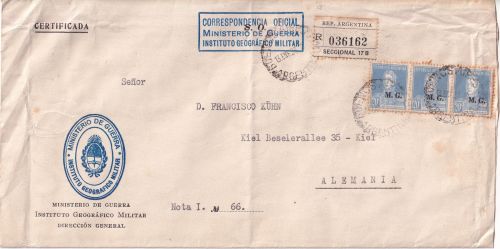 CERTIFICADA
CORRESPONDENCIA OFICIAL
S. O.
MINISTERIO DE GUERRA
INSTITUTO GEOGRÁFICO MILITAR
REP. ARGENTINA
R 036162
SECCIONAL 17 B
M. G. M. G. M. G.
Señor
D. FRANCISCO KÜHN
Kiel Beselerallee 35 - Kiel
ALEMANIA
Nota I. 66.
MINISTERIO DE GUERRA
INSTITUTO GEOGRAFICO MILITAR
MINISTERIO DE GUERRA
INSTITUTO GEOGRÁFICO MILITAR
DIRECCIÓN GENERAL